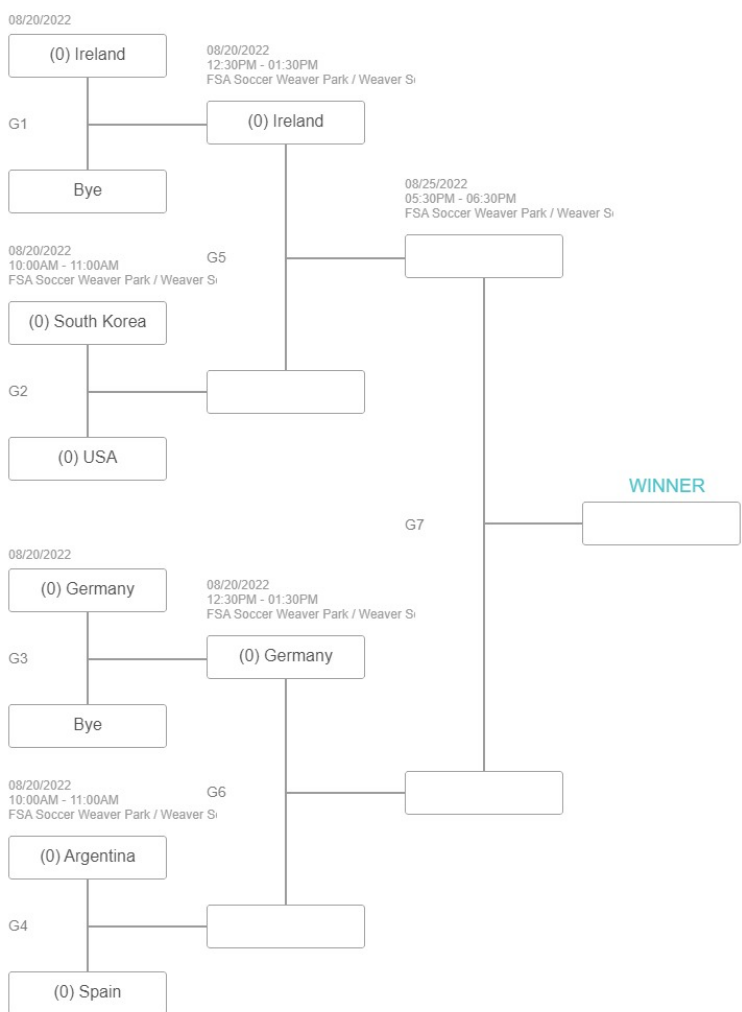 08/20/2022
(0) Ireland
G1
Bye
08/20/2022
12:30PM - 01:30PM
FSA Soccer Weaver Park / Weaver
(0) Ireland
08/20/2022
10:00AM - 11:00AM
FSA Soccer Weaver Park / Weaver
(0) South Korea
G2
(0) USA
G5
08/25/2022
05:30PM - 06:30PM
FSA Soccer Weaver Park / Weaver
WINNER
G7
08/20/2022
(0) Germany
G3
Bye
08/20/2022
12:30PM - 01:30PM
FSA Soccer Weaver Park / Weaver
(0) Germany
08/20/2022
10:00AM - 11:00AM
FSA Soccer Weaver Park / Weaver
G6
(0) Argentina
G4
(0) Spain